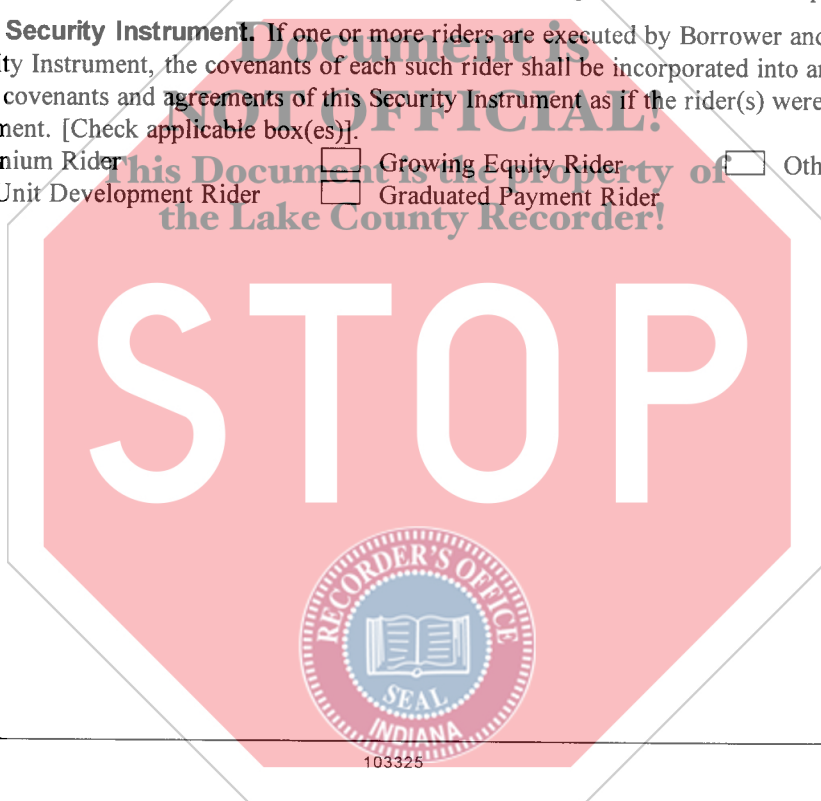 Security Instrument. If one or more riders are executed by Borrower and
ity Instrument, the covenants of each such rider shall be incorporated into
covenants and agreements of this Security Instrument as if the rider(s) were
ment. [Check applicable box(es)].
nium Rider Growing Equity Rider Oth
Unit Development Rider Graduated Payment Rider
Document is
NOT OFFICIAL!
This Document is the property of
the Lake County Recorder!
STOP
RECORDER'S OFFICE
SEAL
INDIANA
103325